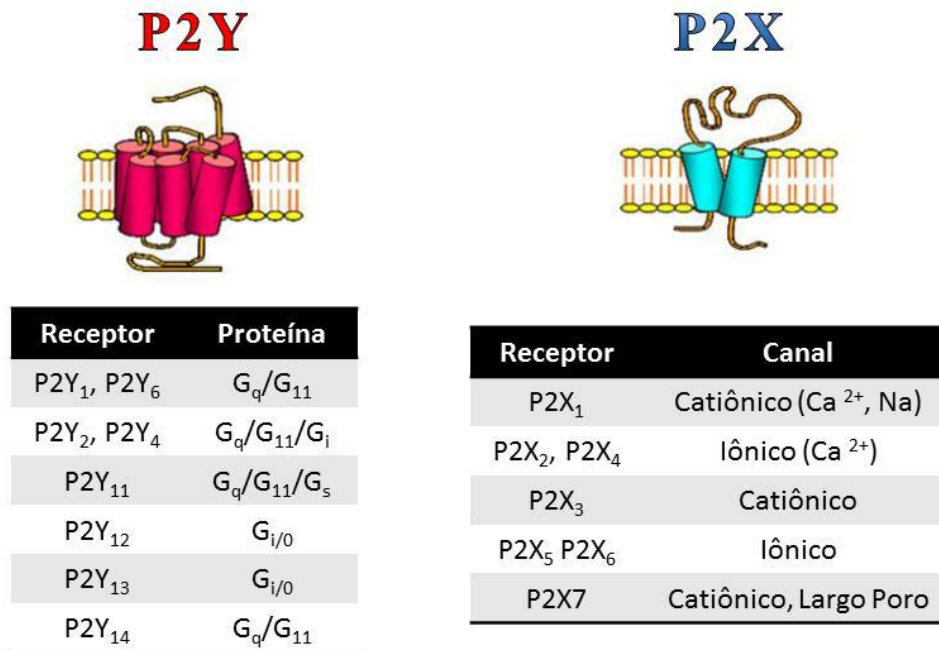 P2Y
P2X
Receptor Proteína
P2Y₁, P2Y₆ Gq/G₁₁
P2Y₂, P2Y₄ Gq/G₁₁/Gi
P2Y₁₁ Gq/G₁₁/Gs
P2Y₁₂ Gi/0
P2Y₁₃ Gi/0
P2Y₁₄ Gq/G₁₁
Receptor Canal
P2X₁ Catiônico (Ca ²⁺, Na)
P2X₂, P2X₄ Iônico (Ca ²⁺)
P2X₃ Catiônico
P2X₅ P2X₆ Iônico
P2X7 Catiônico, Largo Poro